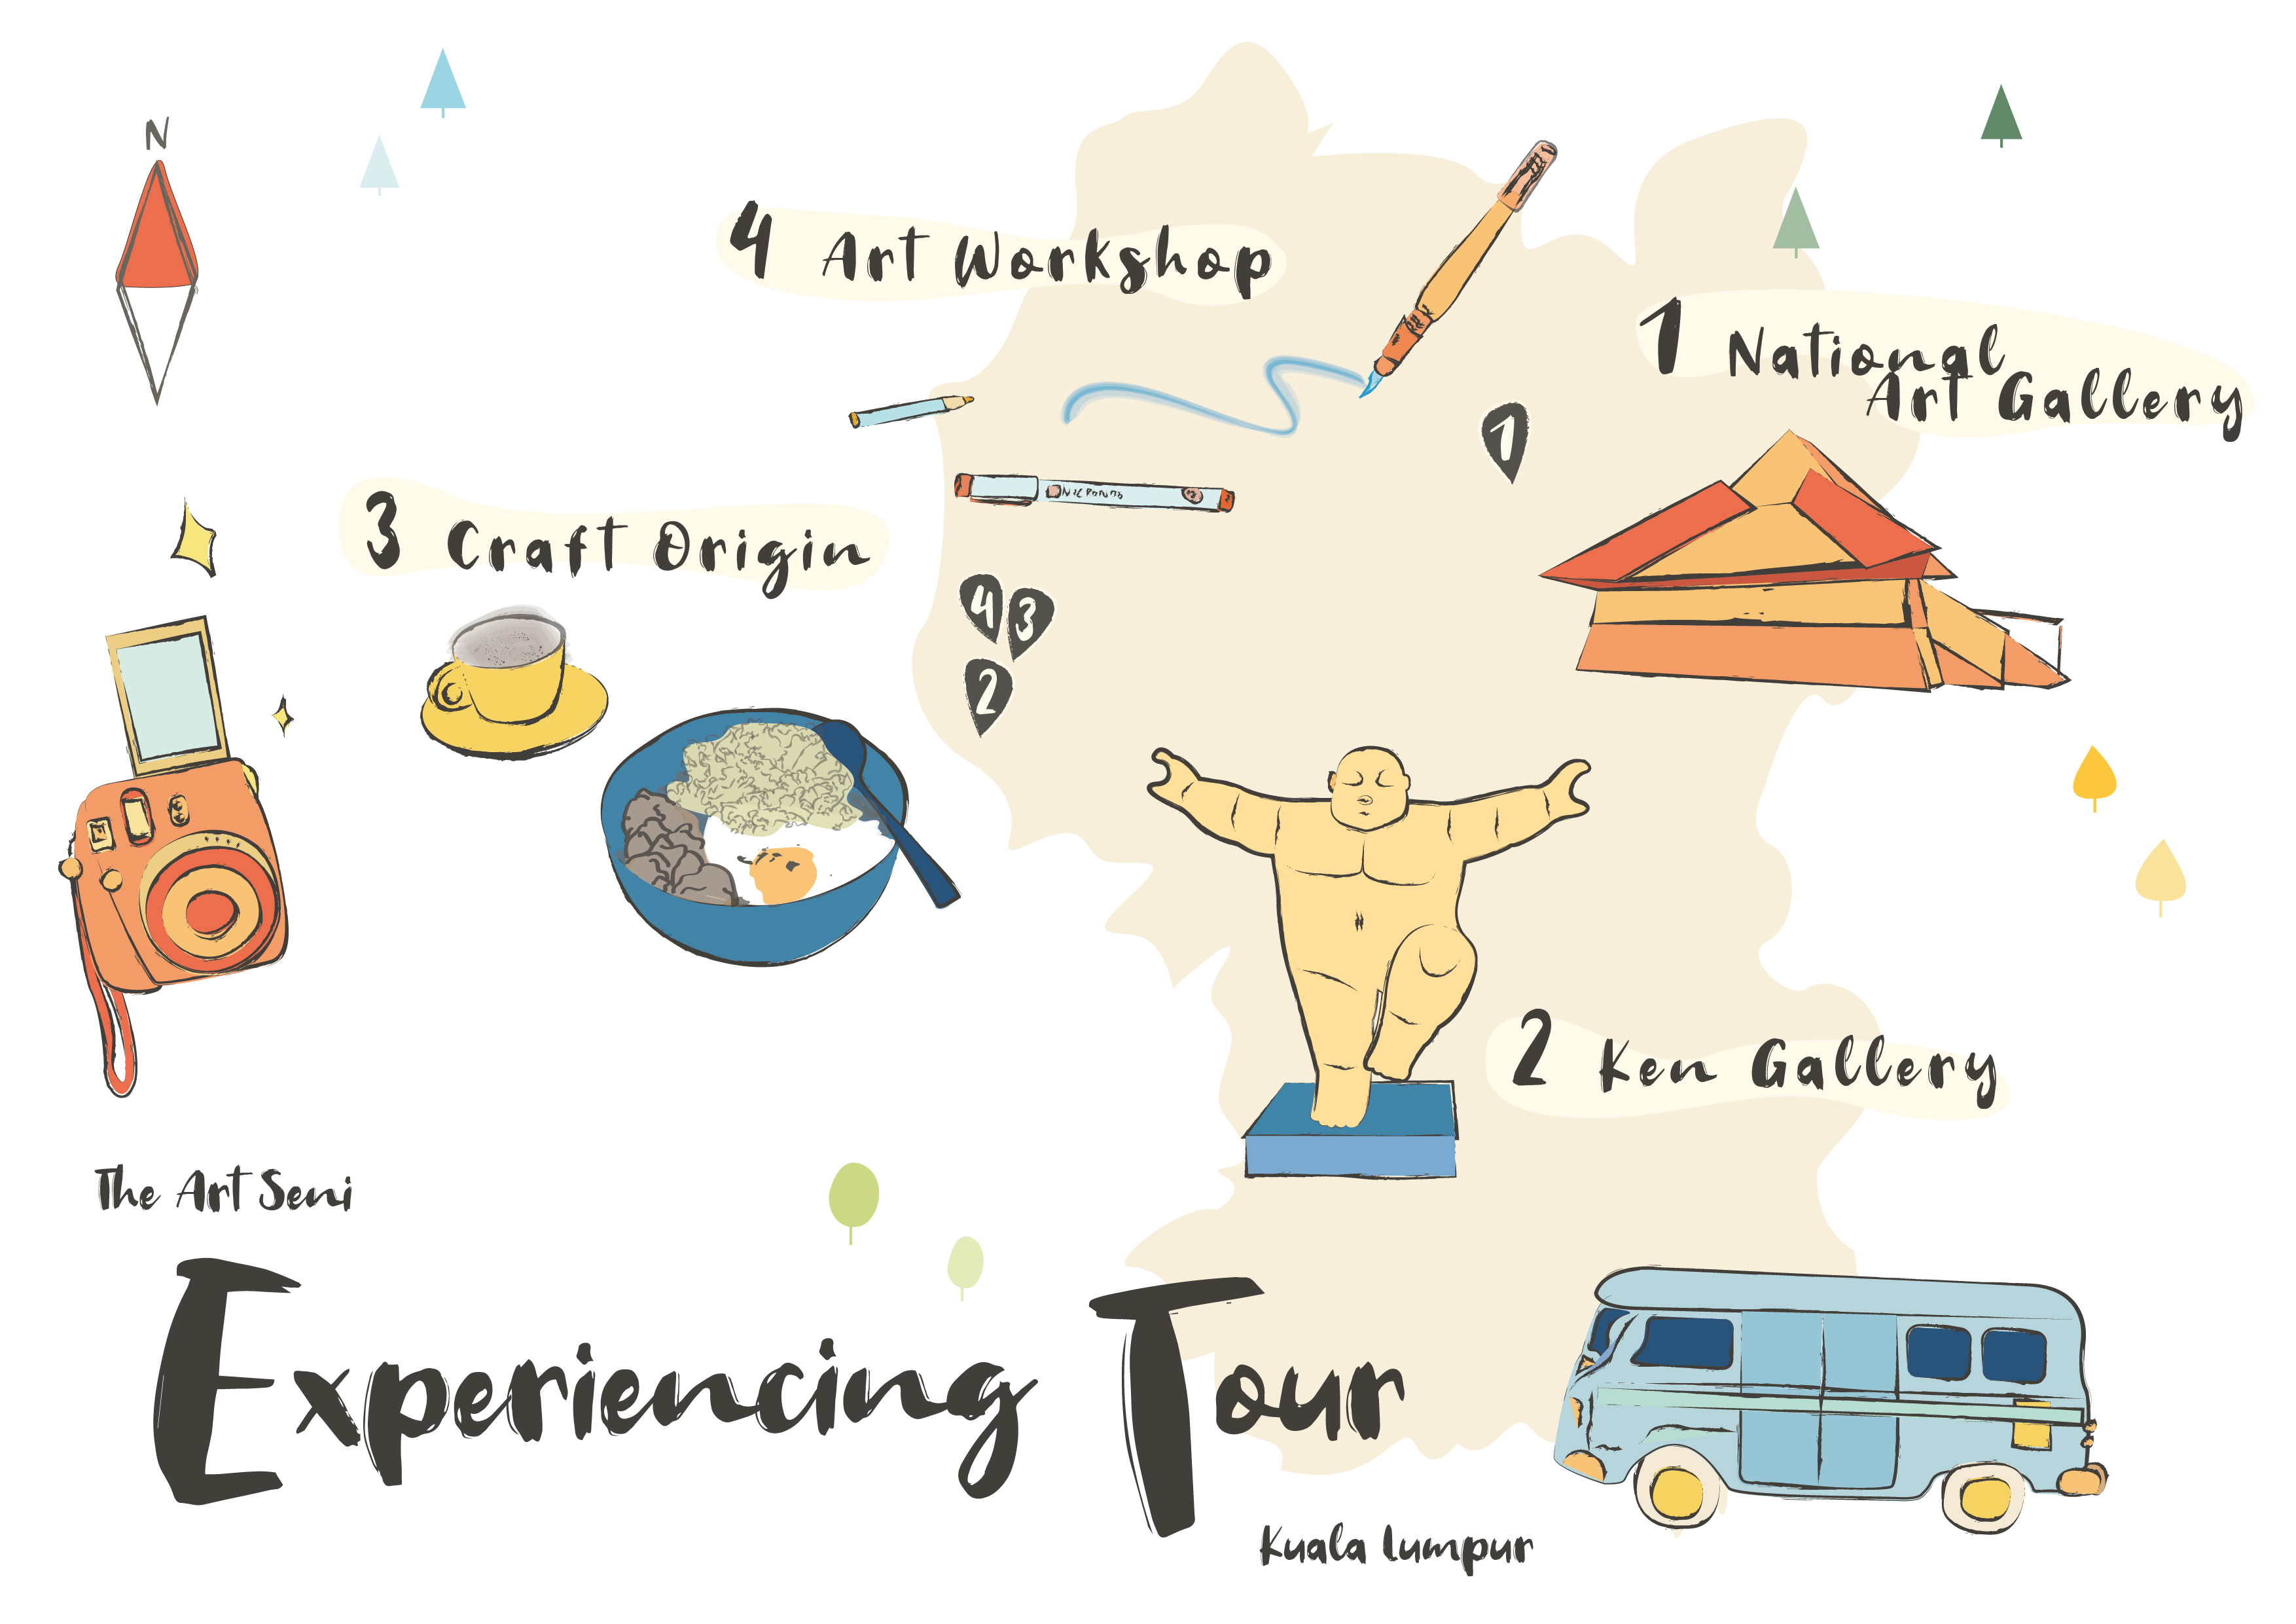 N
4 Art Workshop
1 National
Art Gallery
1
3 Craft Origin
4 3
2
2 Ken Gallery
The Art Seni
Experiencing Tour
Kuala Lumpur